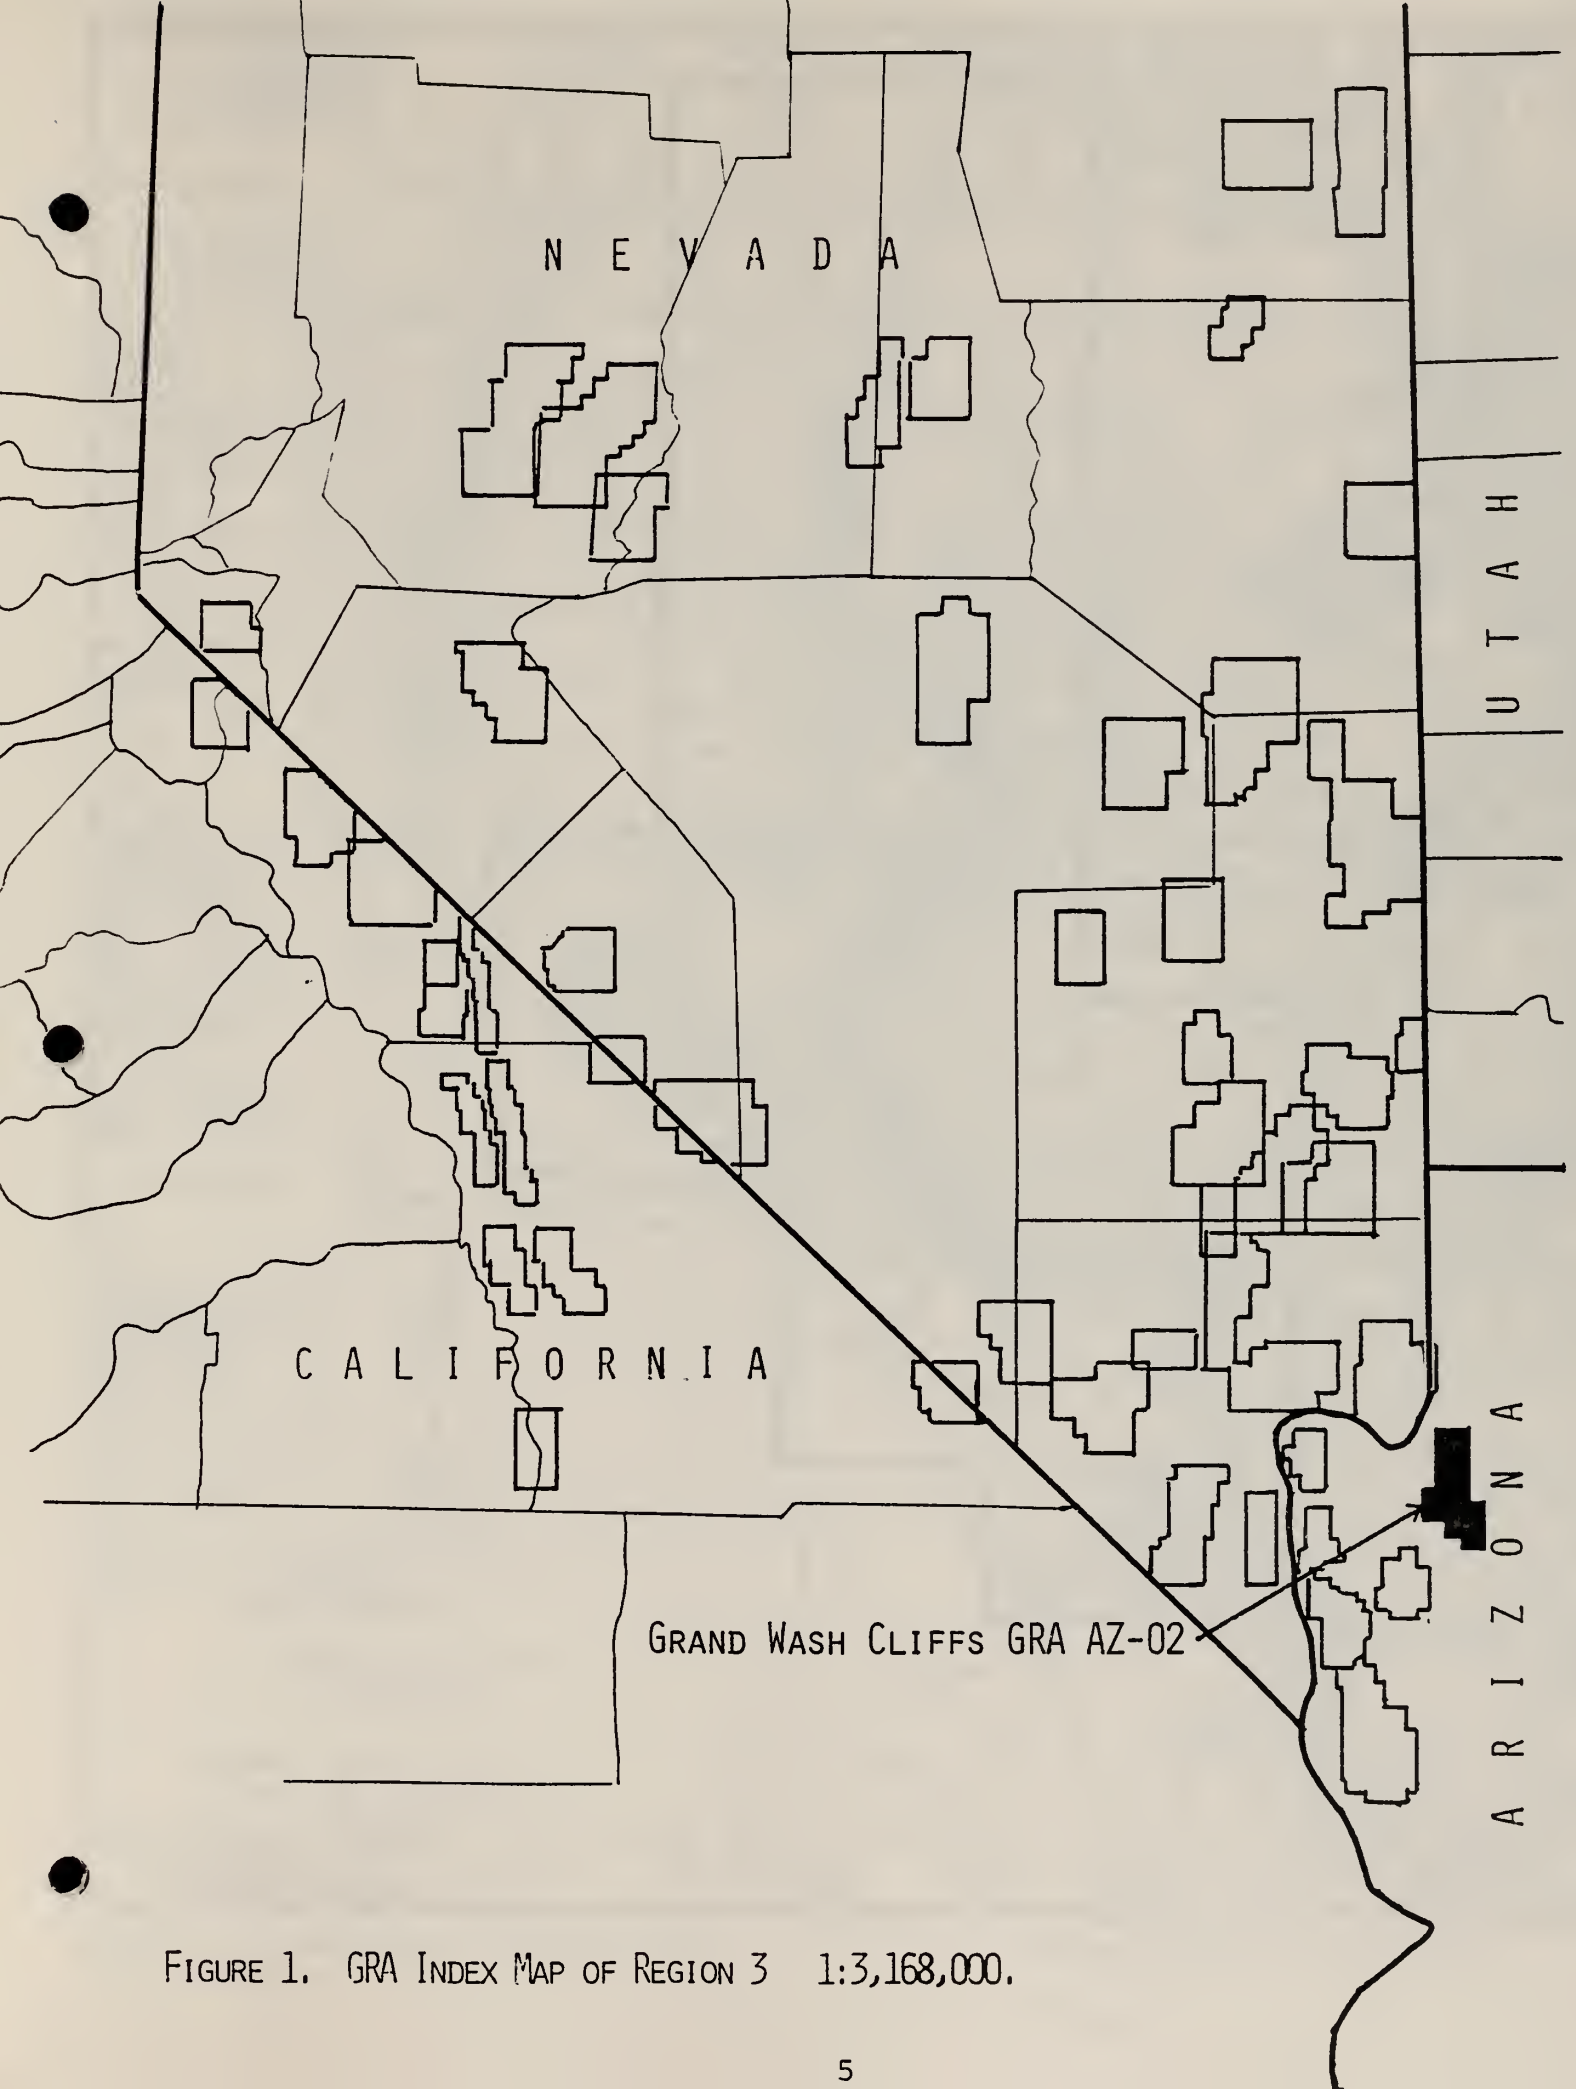 N E V A D A
U T A H
C A L I F O R N I A
A R I Z O N A
GRAND WASH CLIFFS GRA AZ-02
FIGURE 1. GRA INDEX MAP OF REGION 3 1:3,168,000.
5